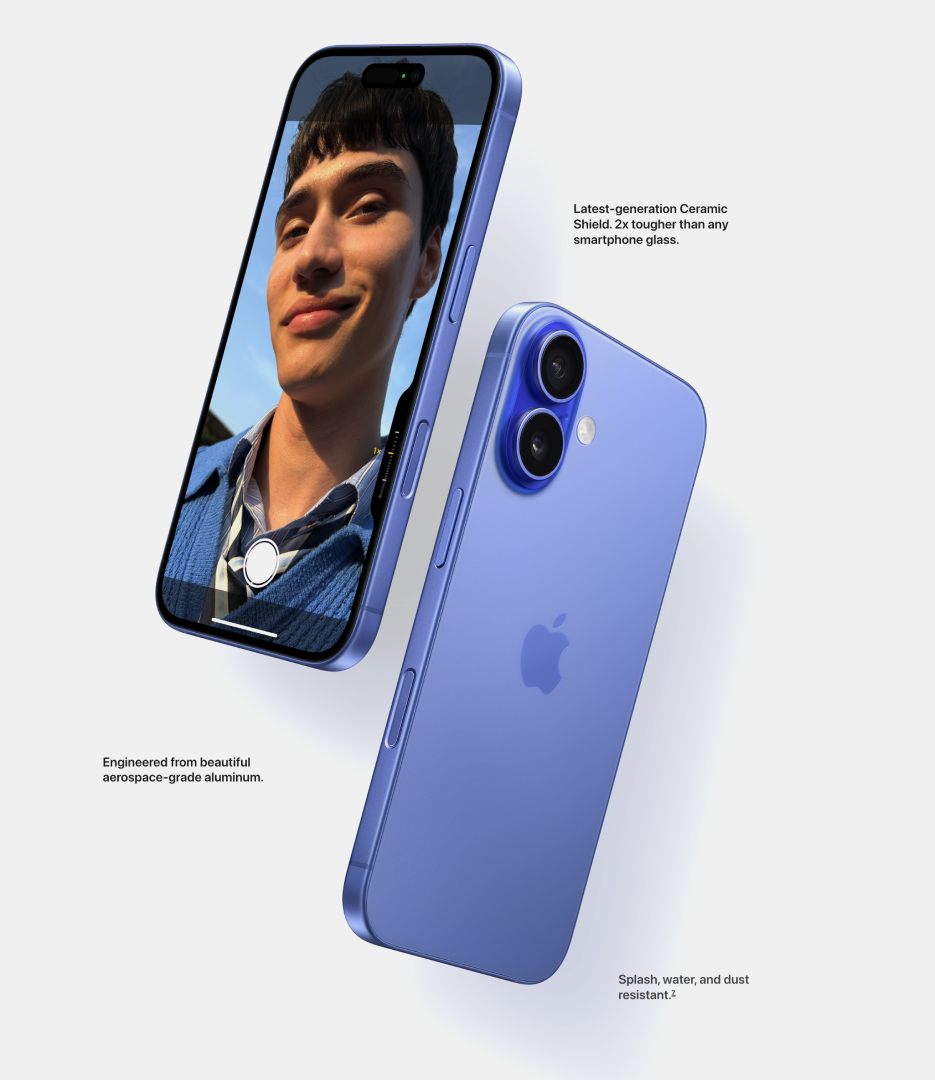 Latest-generation Ceramic
Shield. 2x tougher than any
smartphone glass.
1x
Engineered from beautiful
aerospace-grade aluminum.
Splash, water, and dust
resistant.⁷